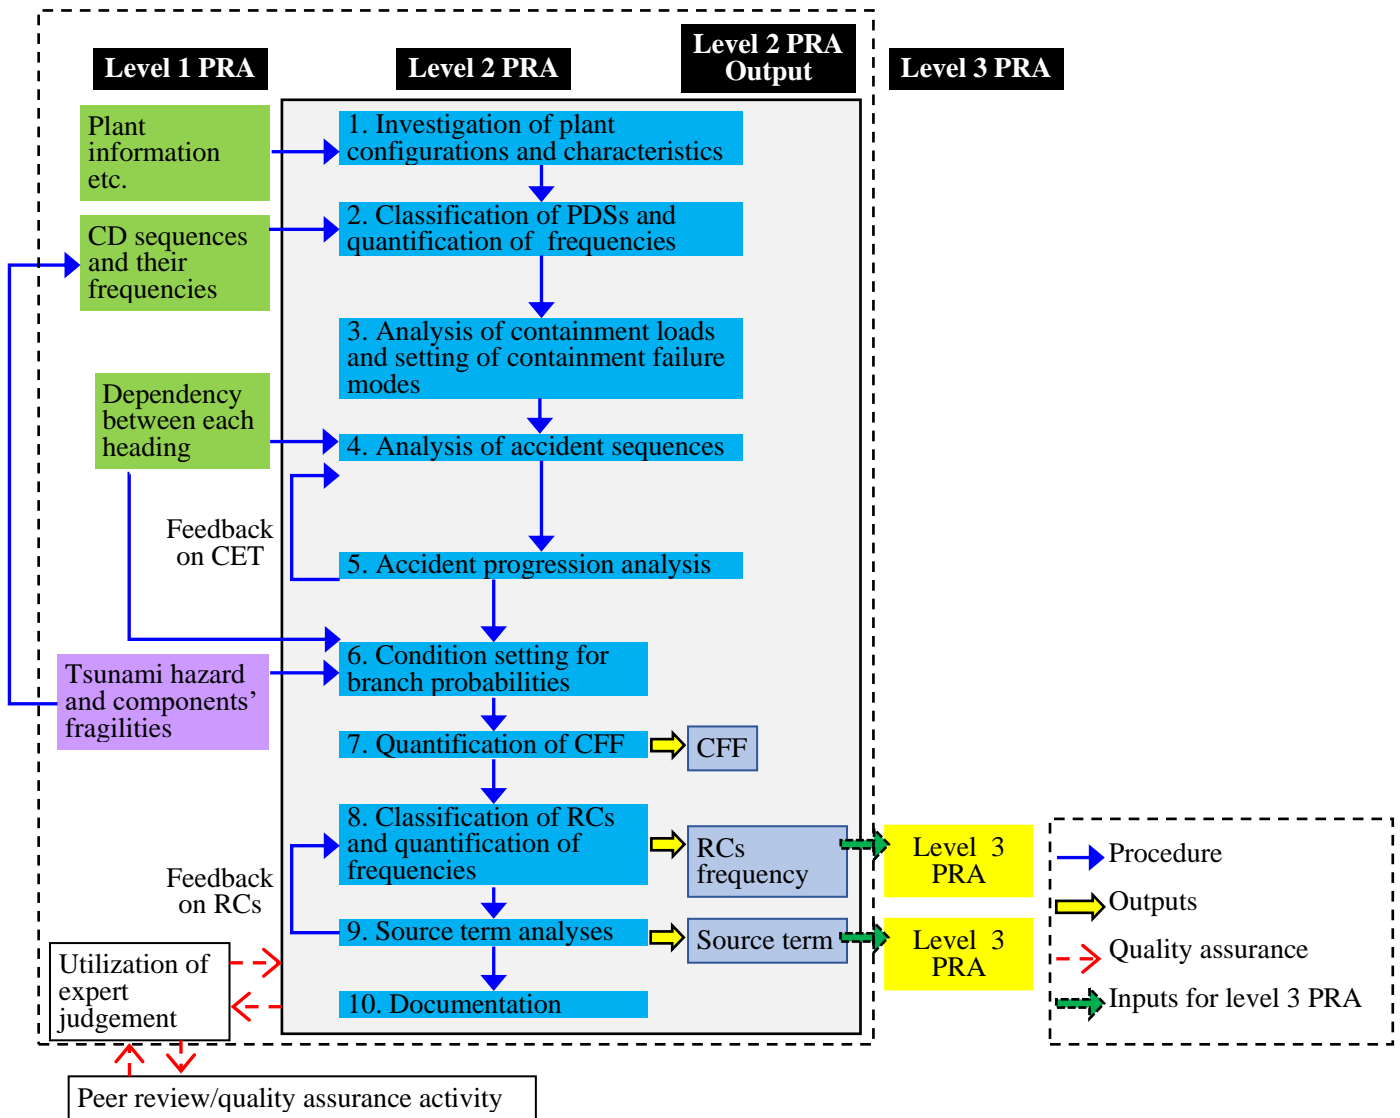 Level 1 PRA
Level 2 PRA
Level 2 PRA
Output
Level 3 PRA
Plant
information
etc.
1. Investigation of plant
configurations and characteristics
CD sequences
and their
frequencies
2. Classification of PDSs and
quantification of  frequencies
3. Analysis of containment loads
and setting of containment failure
modes
Dependency
between each
heading
4. Analysis of accident sequences
Feedback
on CET
5. Accident progression analysis
Tsunami hazard
and components’
fragilities
6. Condition setting for
branch probabilities
7. Quantification of CFF
CFF
8. Classification of RCs
and quantification of
frequencies
RCs
frequency
Level  3
PRA
Feedback
on RCs
9. Source term analyses
Source term
Level  3
PRA
10. Documentation
Utilization of
expert
judgement
Peer review/quality assurance activity
Procedure
Outputs
Quality assurance
Inputs for level 3 PRA